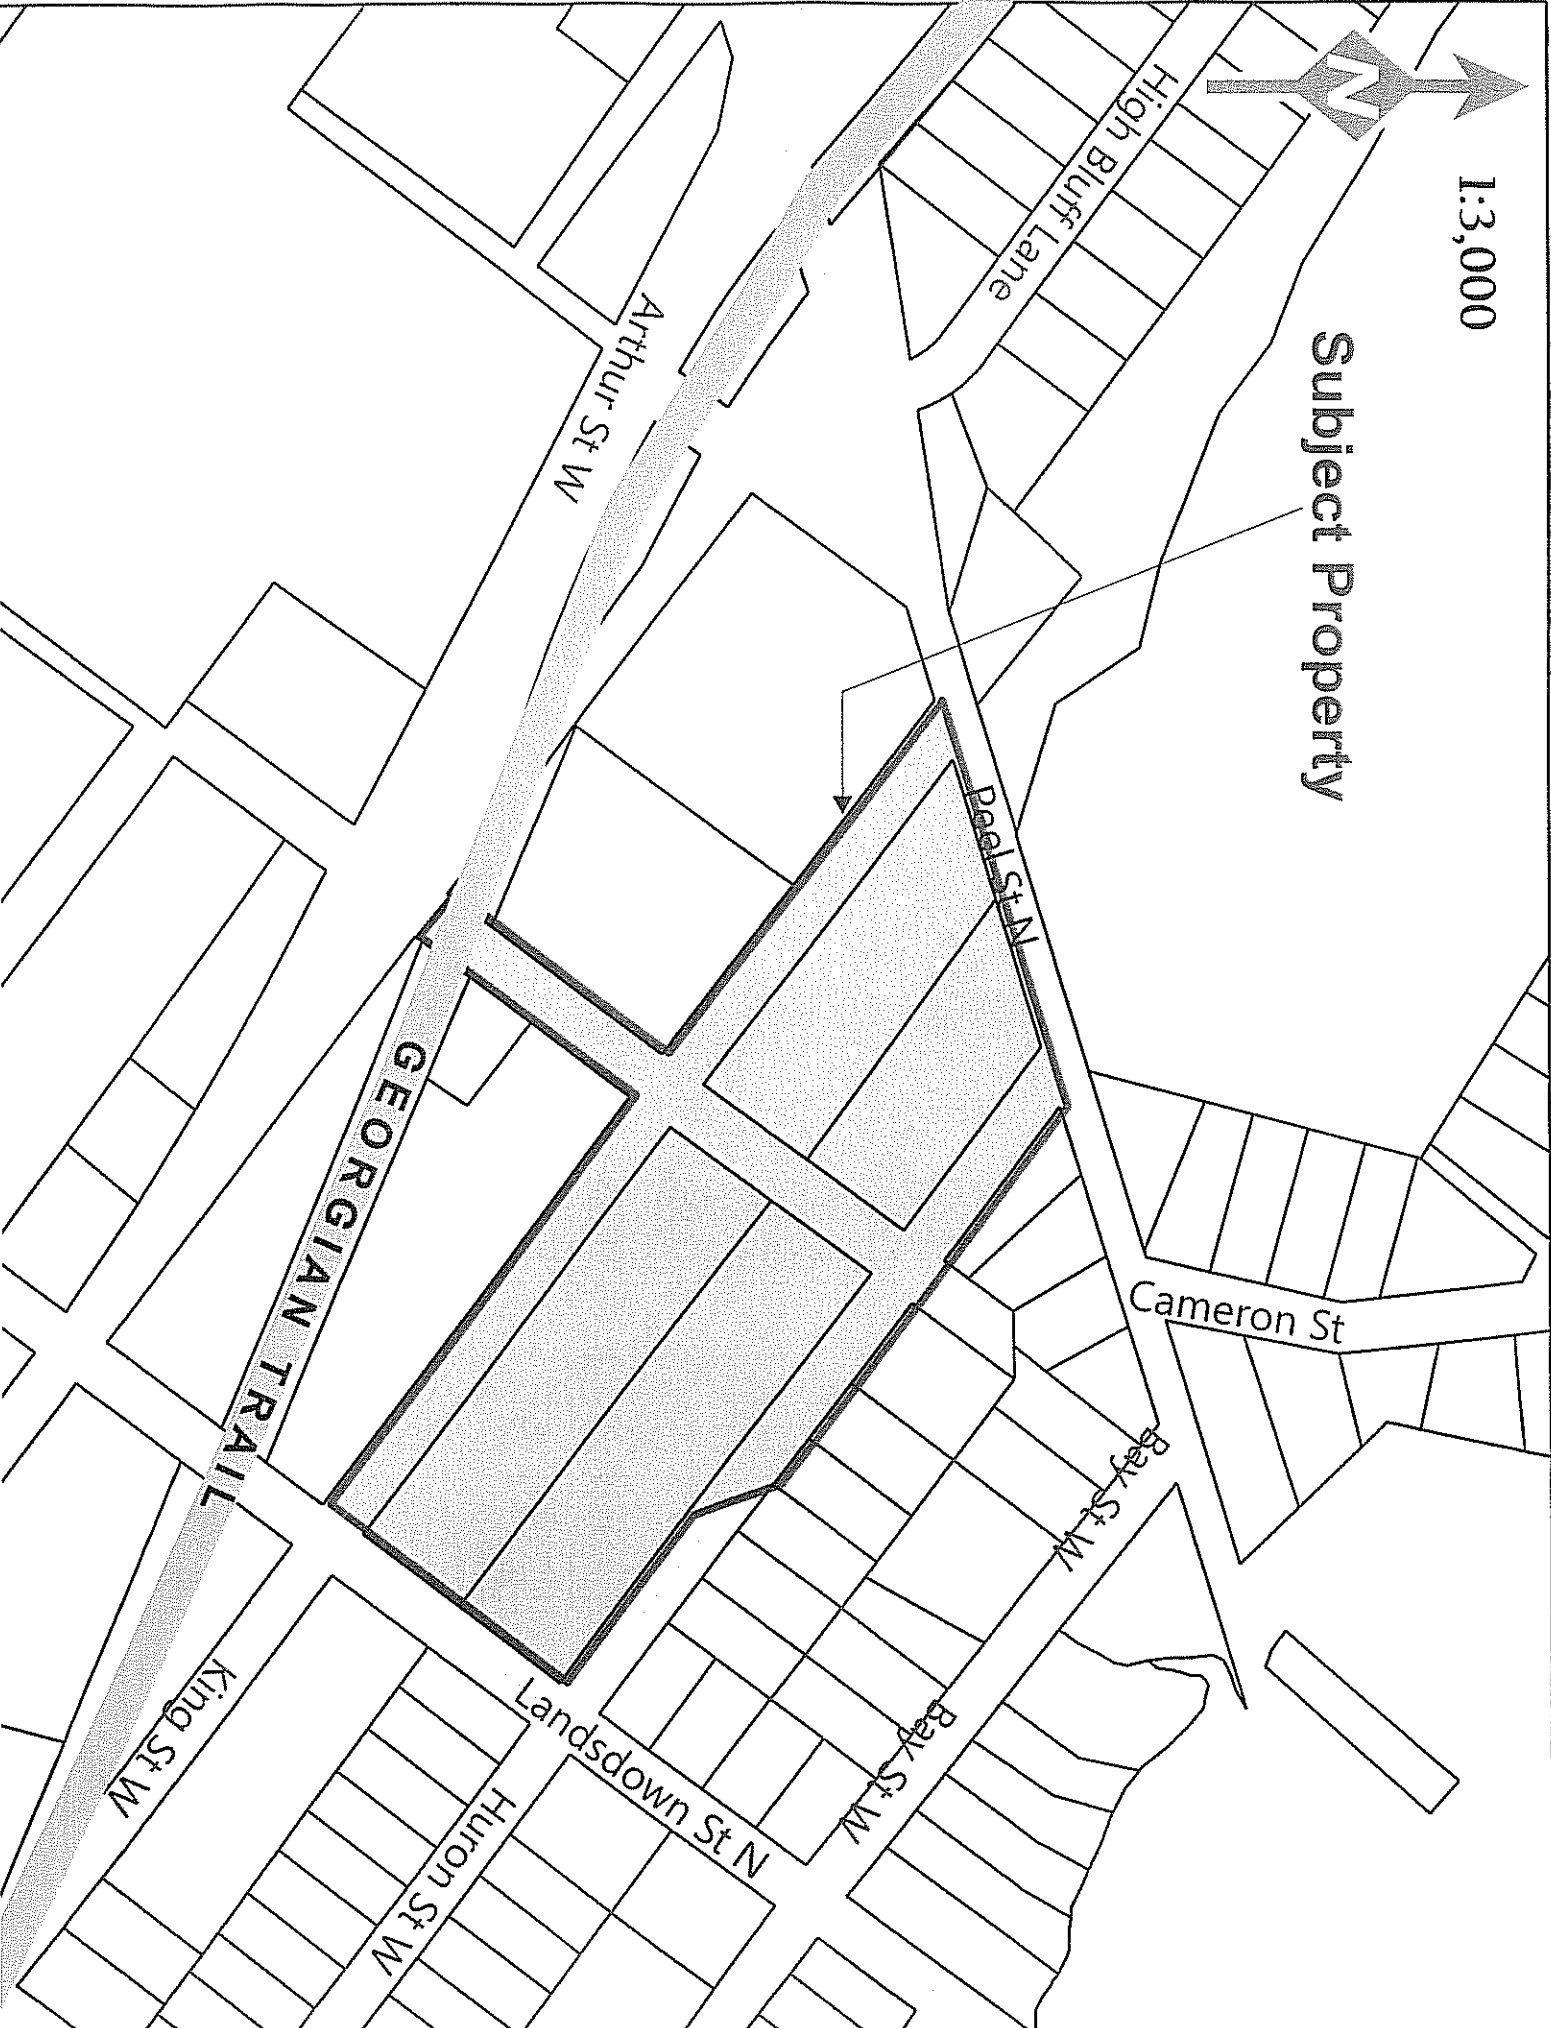 N
1:3,000
Subject Property
High Bluff Lane
Arthur St W
Peel St N
Cameron St
Bay St W
Bay St W
GEORGIAN TRAIL
Landsdown St N
King St W
Huron St W